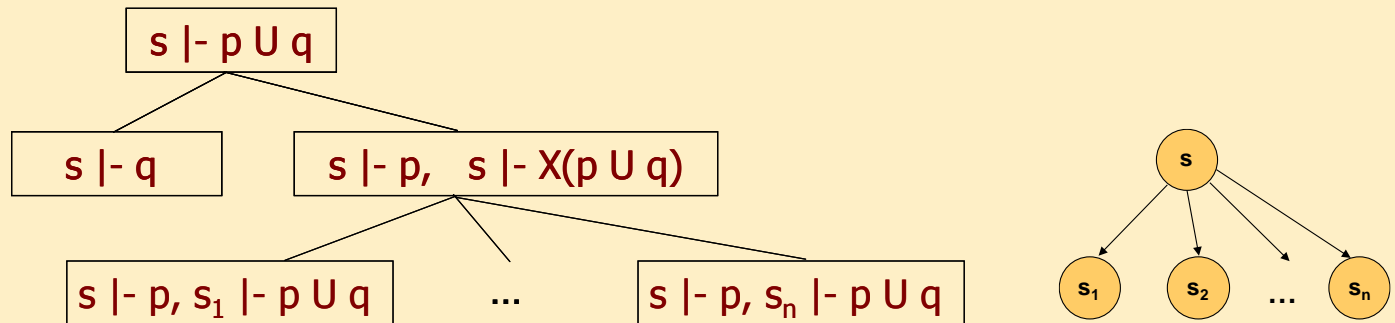 s |- p U q
s |- q
s |- p, s |- X(p U q)
s |- p, s₁ |- p U q
...
s |- p, sₙ |- p U q
s
s₁
s₂
...
sₙ